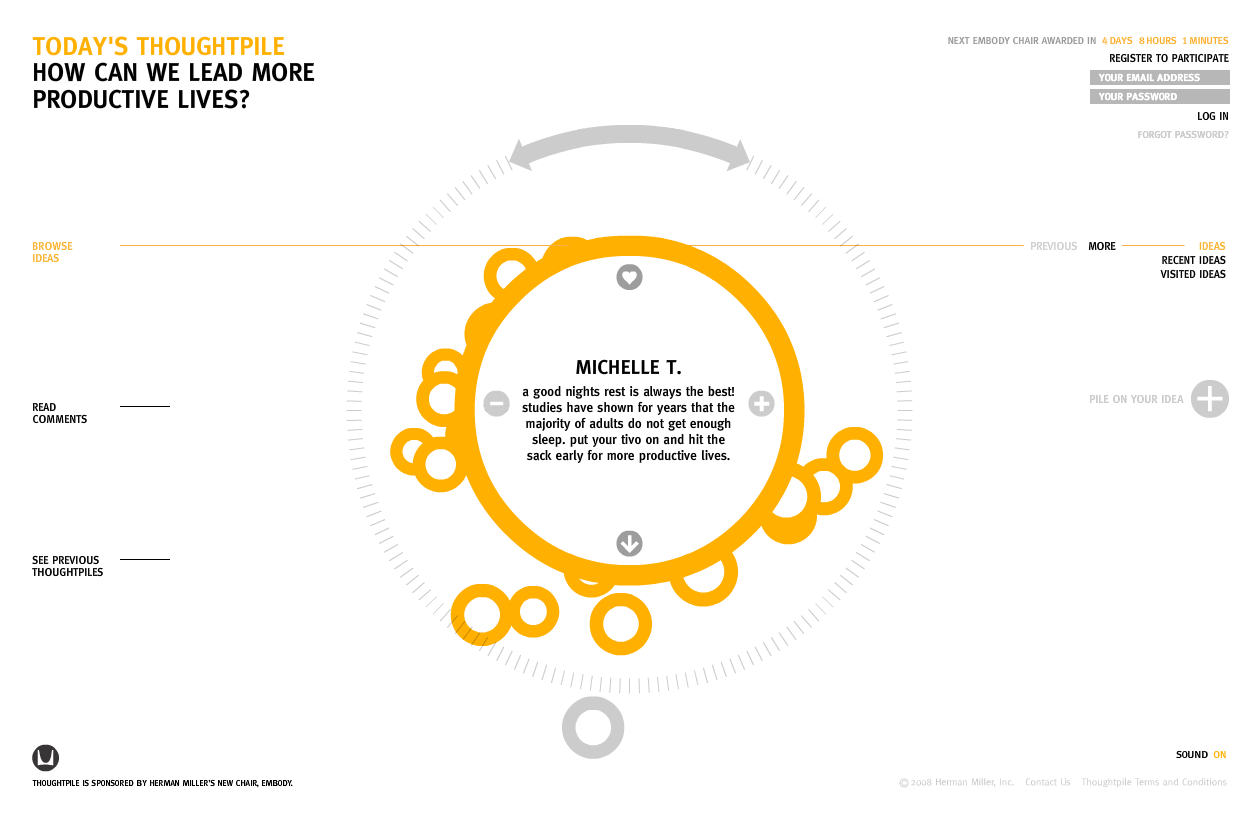 TODAY'S THOUGHTPILE
HOW CAN WE LEAD MORE
PRODUCTIVE LIVES?
NEXT EMBODY CHAIR AWARDED IN 4 DAYS 8 HOURS 1 MINUTES
REGISTER TO PARTICIPATE
YOUR EMAIL ADDRESS
YOUR PASSWORD
LOG IN
FORGOT PASSWORD?
BROWSE
IDEAS
PREVIOUS MORE IDEAS
RECENT IDEAS
VISITED IDEAS
MICHELLE T.
a good nights rest is always the best!
studies have shown for years that the
majority of adults do not get enough
sleep. put your tivo on and hit the
sack early for more productive lives.
READ
COMMENTS
PILE ON YOUR IDEA
SEE PREVIOUS
THOUGHTPILES
SOUND ON
THOUGHTPILE IS SPONSORED BY HERMAN MILLER'S NEW CHAIR, EMBODY.
© 2008 Herman Miller, Inc. Contact Us Thoughtpile Terms and Conditions